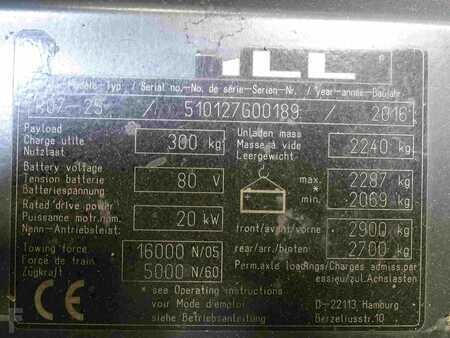 Modèle-Typ / Serial no.-No. de série-Serien-Nr. / year-année-Baujahr
R07-25 / 510127G00189 / 2016
Payload
Charge utile
Nutzlast
300 kg
Unladen mass
Masse à vide
Leergewicht
2240 kg
Battery voltage
Tension batterie
Batteriespannung
80 V
max. 2287 kg
*
min. 2069 kg
Rated drive power
Puissance motr.nom.
Nenn-Antriebsleist.
20 kW
front/avant/vorne 2900 kg
rear/arr./hinten 2700 kg
Towing force
Force de train.
Zugkraft
16000 N/05
5000 N/60
Perm.axle loadings/Charges admiss.par
essieu/zul.Achslasten
CE
* see Operating instructions
voir Mode d'emploi
siehe Betriebsanleitung
D-22113 Hamburg
Berzeliusstr.10